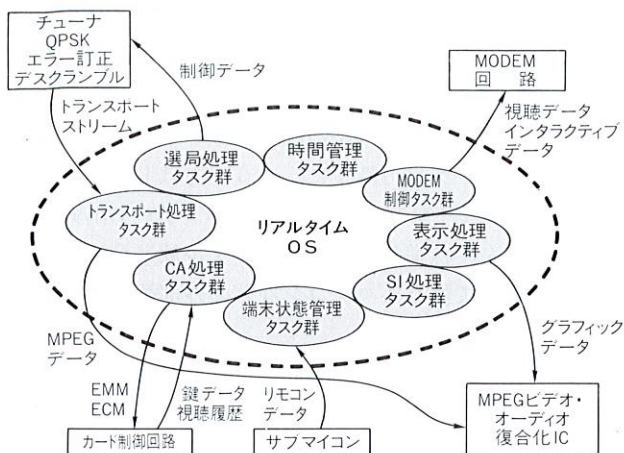 チューナ
QPSK
エラー訂正
デスクランブル
制御データ
MODEM
回 路
トランスポート
ストリーム
視聴データ
インタラクティブ
データ
選局処理
タスク群
時間管理
タスク群
MODEM
制御タスク群
トランスポート処理
タスク群
リアルタイム
OS
表示処理
タスク群
CA処理
タスク群
SI処理
タスク群
端末状態管理
タスク群
MPEG
データ
グラフィック
データ
EMM
ECM
鍵データ
視聴履歴
リモコン
データ
カード制御回路
サブマイコン
MPEGビデオ・
オーディオ
復合化IC